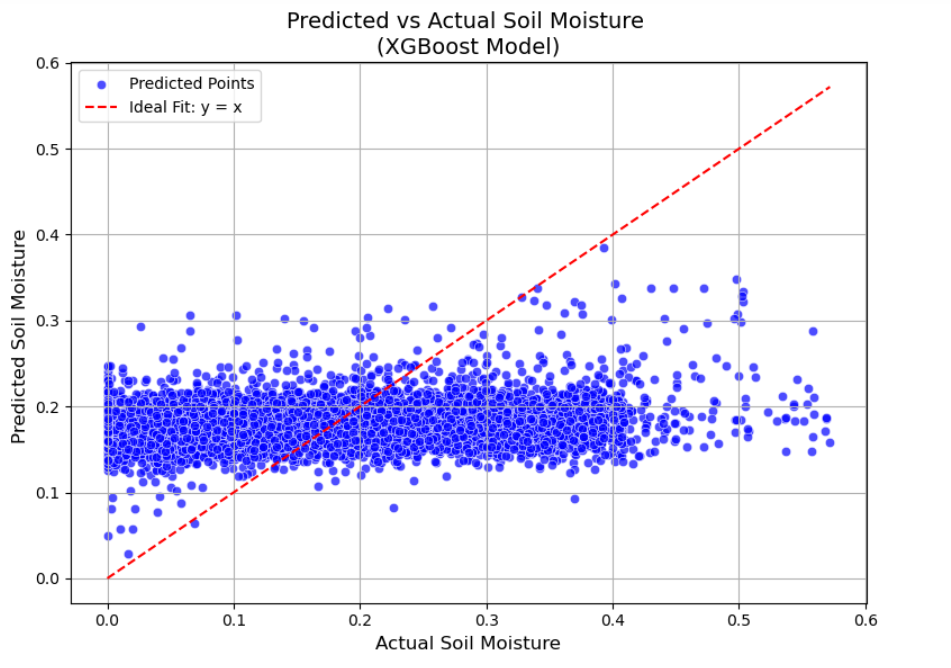 Predicted vs Actual Soil Moisture
(XGBoost Model)
Predicted Points
Ideal Fit: y = x
Predicted Soil Moisture
0.6
0.5
0.4
0.3
0.2
0.1
0.0
0.0 0.1 0.2 0.3 0.4 0.5 0.6
Actual Soil Moisture